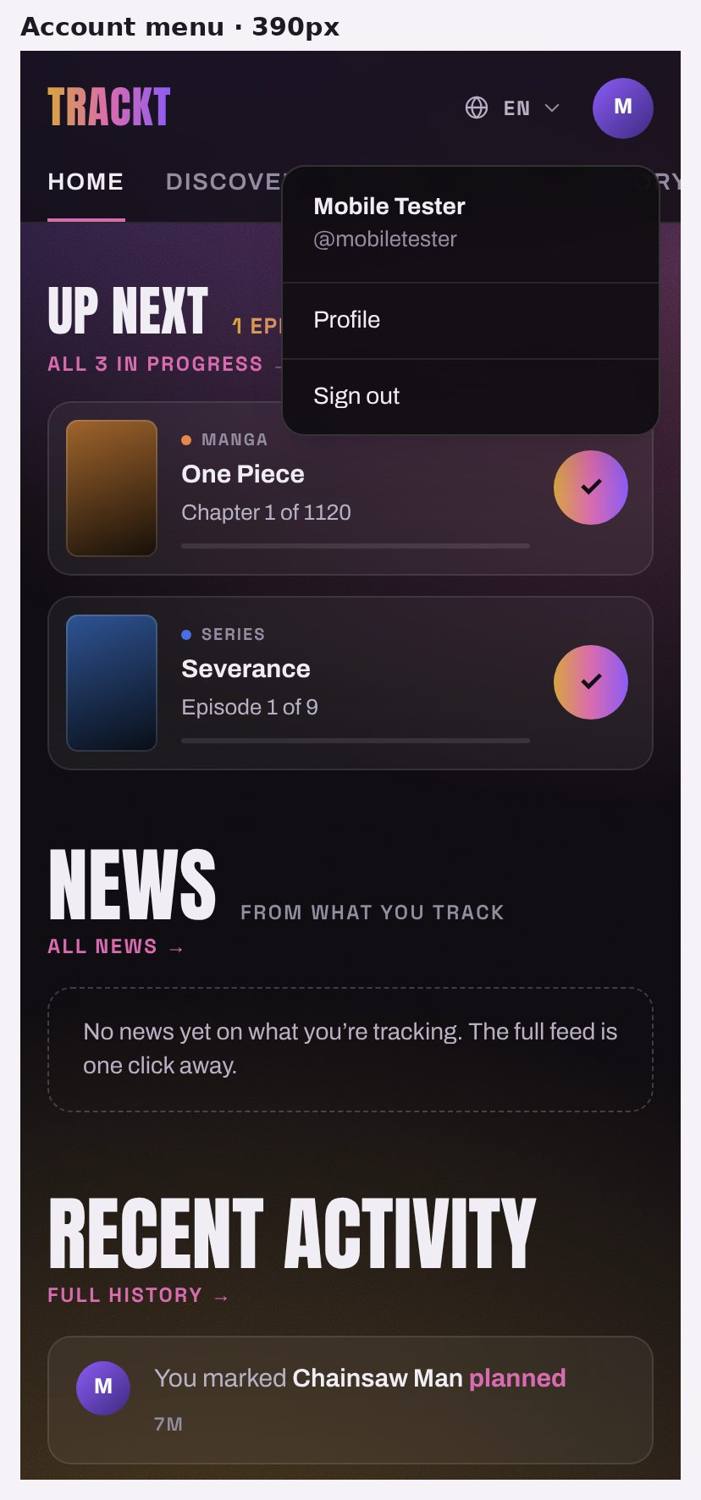 Account menu · 390px
TRACKT
EN
M
HOME
Mobile Tester
@mobiletester
Profile
Sign out
UP NEXT
ALL 3 IN PROGRESS
MANGA
One Piece
Chapter 1 of 1120
SERIES
Severance
Episode 1 of 9
NEWS FROM WHAT YOU TRACK
ALL NEWS →
No news yet on what you’re tracking. The full feed is
one click away.
RECENT ACTIVITY
FULL HISTORY →
M
You marked Chainsaw Man planned
7M